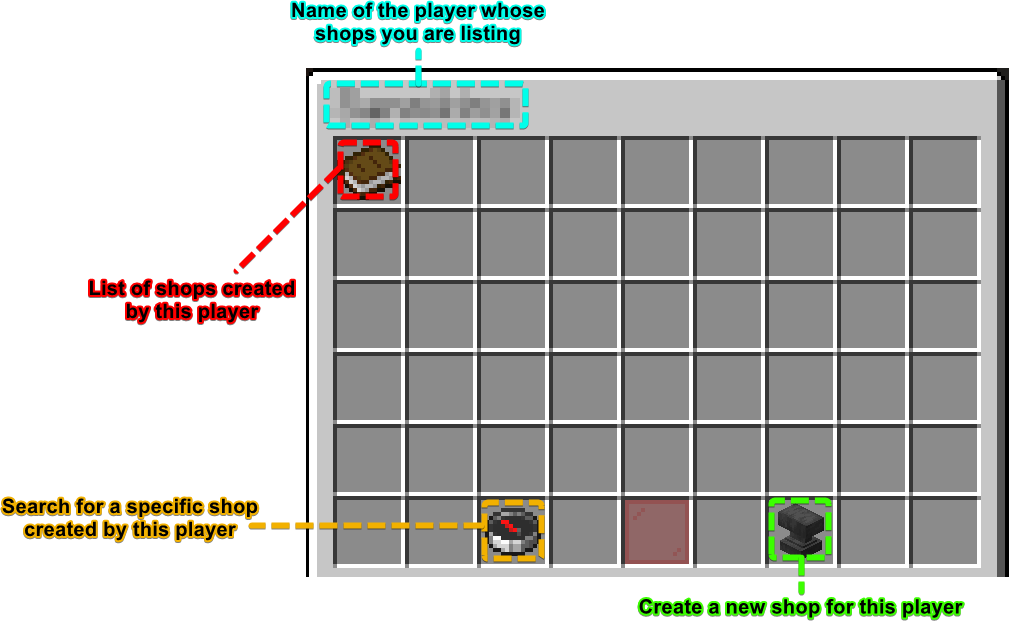 Name of the player whose
shops you are listing
List of shops created
by this player
Search for a specific shop
created by this player
Create a new shop for this player